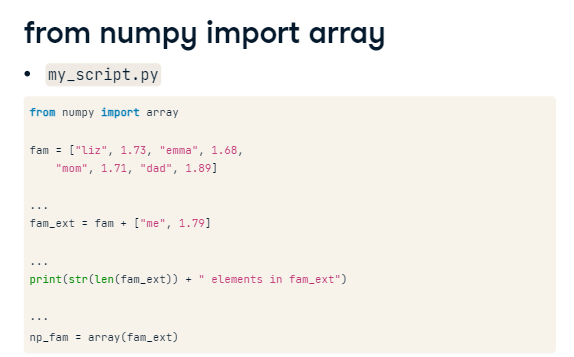 from numpy import array
• my_script.py
from numpy import array
fam = ["liz", 1.73, "emma", 1.68,
    "mom", 1.71, "dad", 1.89]
...
fam_ext = fam + ["me", 1.79]
...
print(str(len(fam_ext)) + " elements in fam_ext")
...
np_fam = array(fam_ext)